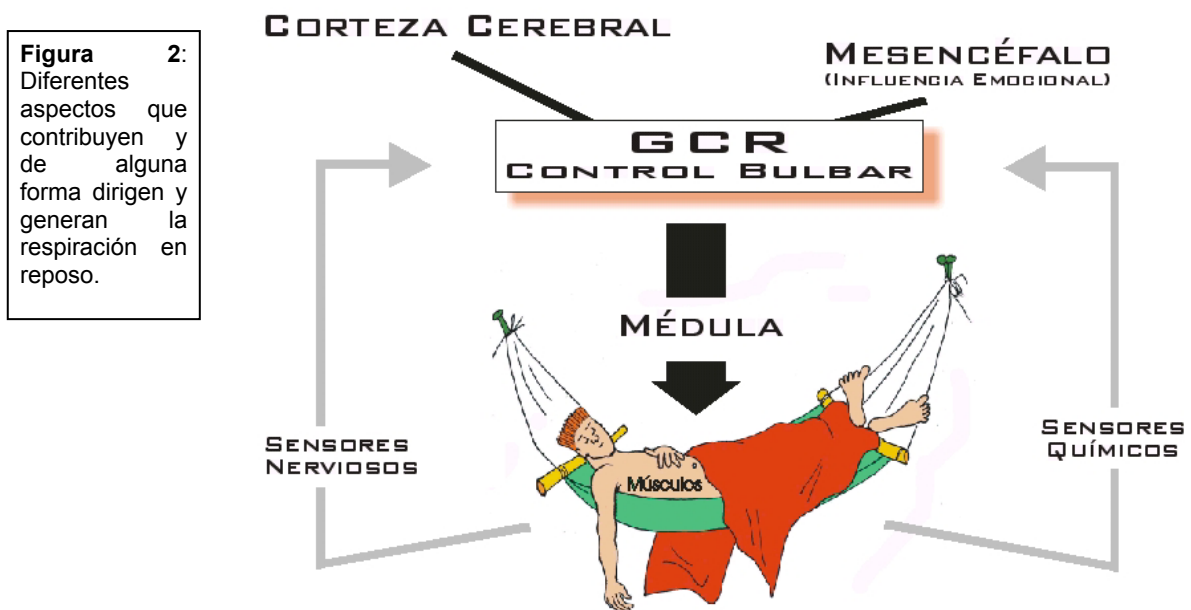 Figura 2:
Diferentes
aspectos que
contribuyen y
de alguna
forma dirigen y
generan la
respiración en
reposo.
CORTEZA CEREBRAL
MESENCÉFALO
(INFLUENCIA EMOCIONAL)
GCR
CONTROL BULBAR
MÉDULA
SENSORES
NERVIOSOS
Músculos
SENSORES
QUÍMICOS